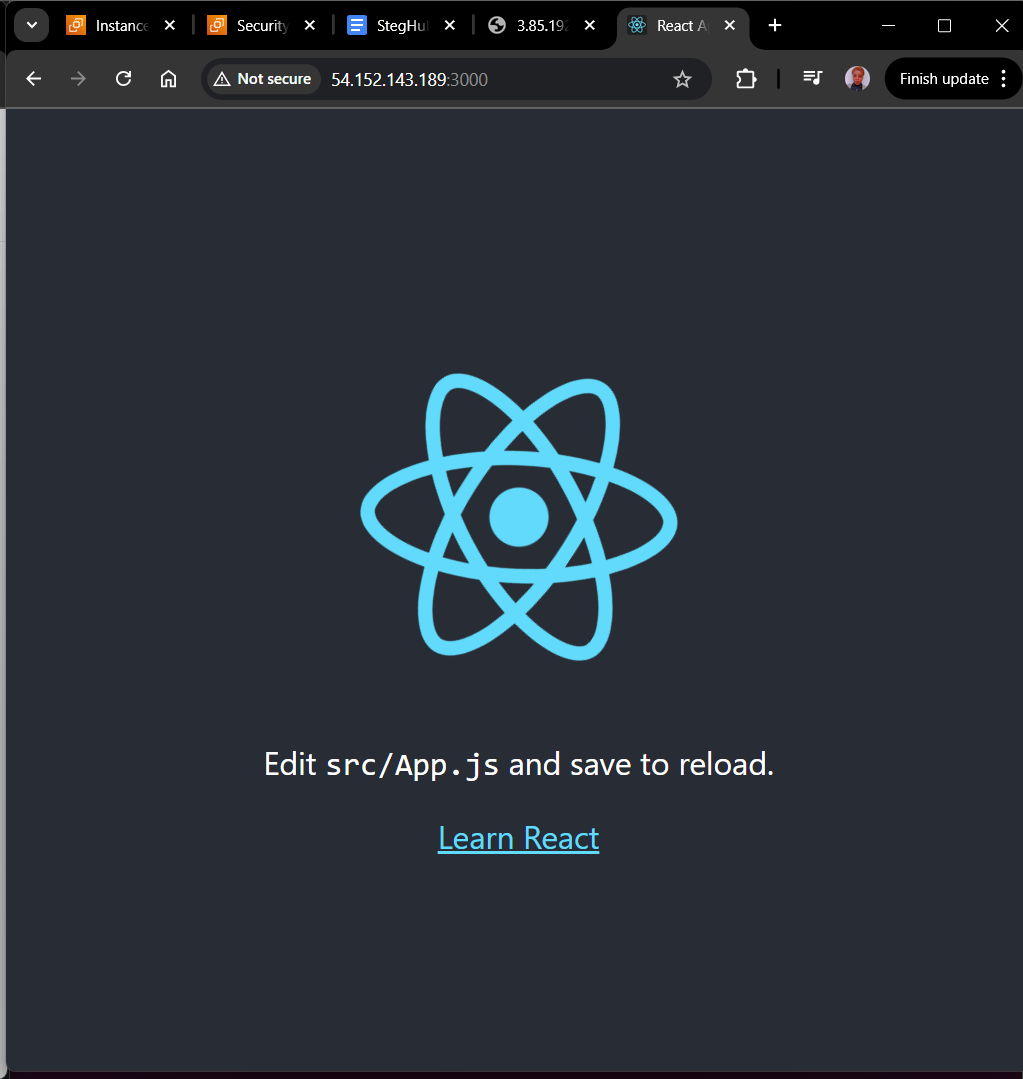 Instance
Security
StegHu
3.85.192
React A
Not secure
54.152.143.189:3000
Finish update
Edit src/App.js and save to reload.
Learn React